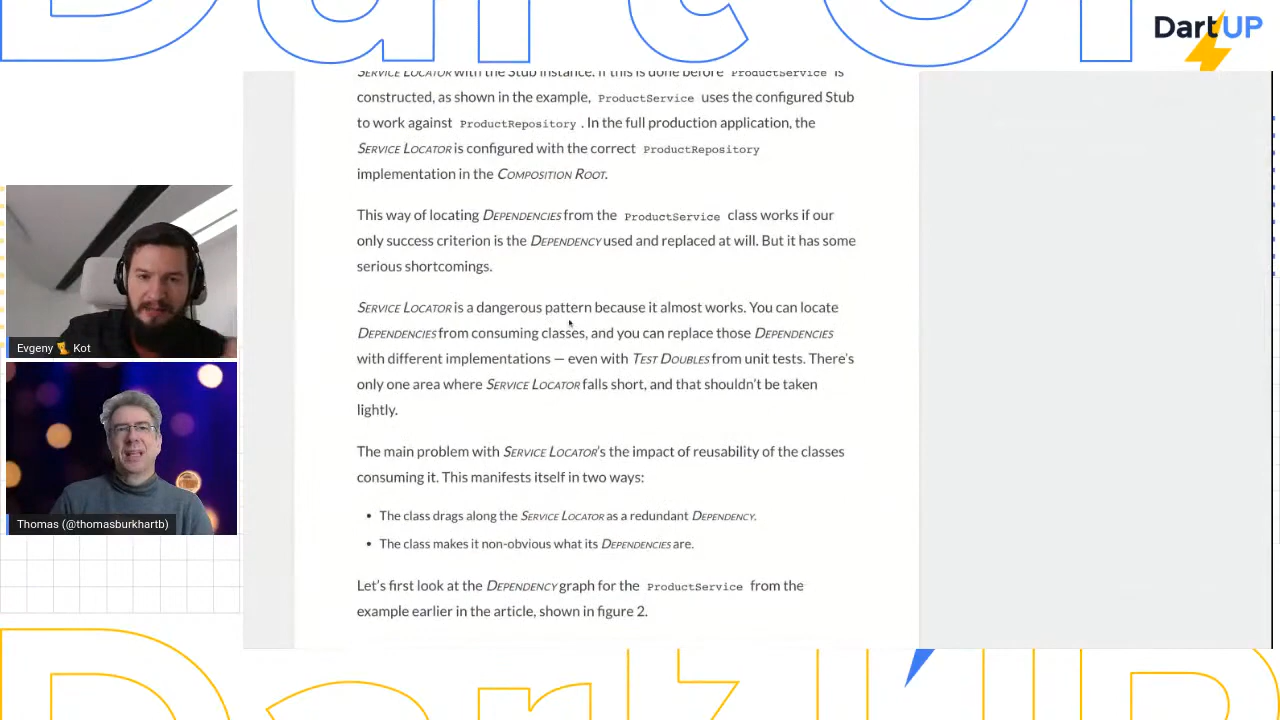 DartUP
SERVICE LOCATOR with the Stub instance. If this is done before ProductService is
constructed, as shown in the example, ProductService uses the configured Stub
to work against ProductRepository . In the full production application, the
SERVICE LOCATOR is configured with the correct ProductRepository
implementation in the COMPOSITION ROOT.
This way of locating DEPENDENCIES from the ProductService class works if our
only success criterion is the DEPENDENCY used and replaced at will. But it has some
serious shortcomings.
SERVICE LOCATOR is a dangerous pattern because it almost works. You can locate
DEPENDENCIES from consuming classes, and you can replace those DEPENDENCIES
with different implementations — even with TEST DOUBLES from unit tests. There's
only one area where SERVICE LOCATOR falls short, and that shouldn't be taken
lightly.
The main problem with SERVICE LOCATOR's the impact of reusability of the classes
consuming it. This manifests itself in two ways:
• The class drags along the SERVICE LOCATOR as a redundant DEPENDENCY.
• The class makes it non-obvious what its DEPENDENCIES are.
Let's first look at the DEPENDENCY graph for the ProductService from the
example earlier in the article, shown in figure 2.
Evgeny 🐈 Kot
Thomas (@thomasburkhartb)